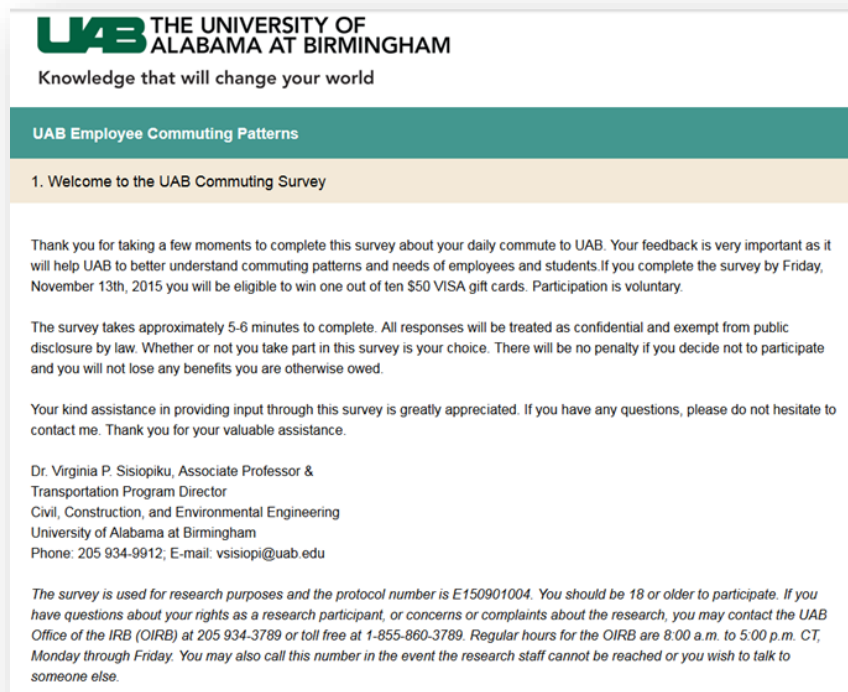 UAB THE UNIVERSITY OF
ALABAMA AT BIRMINGHAM
Knowledge that will change your world
UAB Employee Commuting Patterns
1. Welcome to the UAB Commuting Survey
Thank you for taking a few moments to complete this survey about your daily commute to UAB. Your feedback is very important as it
will help UAB to better understand commuting patterns and needs of employees and students.If you complete the survey by Friday,
November 13th, 2015 you will be eligible to win one out of ten $50 VISA gift cards. Participation is voluntary.
The survey takes approximately 5-6 minutes to complete. All responses will be treated as confidential and exempt from public
disclosure by law. Whether or not you take part in this survey is your choice. There will be no penalty if you decide not to participate
and you will not lose any benefits you are otherwise owed.
Your kind assistance in providing input through this survey is greatly appreciated. If you have any questions, please do not hesitate to
contact me. Thank you for your valuable assistance.
Dr. Virginia P. Sisiopiku, Associate Professor &
Transportation Program Director
Civil, Construction, and Environmental Engineering
University of Alabama at Birmingham
Phone: 205 934-9912; E-mail: vsisiopi@uab.edu
The survey is used for research purposes and the protocol number is E150901004. You should be 18 or older to participate. If you
have questions about your rights as a research participant, or concerns or complaints about the research, you may contact the UAB
Office of the IRB (OIRB) at 205 934-3789 or toll free at 1-855-860-3789. Regular hours for the OIRB are 8:00 a.m. to 5:00 p.m. CT,
Monday through Friday. You may also call this number in the event the research staff cannot be reached or you wish to talk to
someone else.